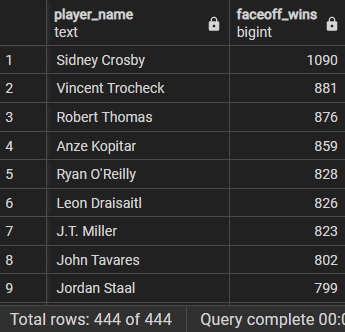 player_name faceoff_wins
text bigint
1 Sidney Crosby 1090
2 Vincent Trocheck 881
3 Robert Thomas 876
4 Anze Kopitar 859
5 Ryan O'Reilly 828
6 Leon Draisaitl 826
7 J.T. Miller 823
8 John Tavares 802
9 Jordan Staal 799
Total rows: 444 of 444 Query complete 00:0